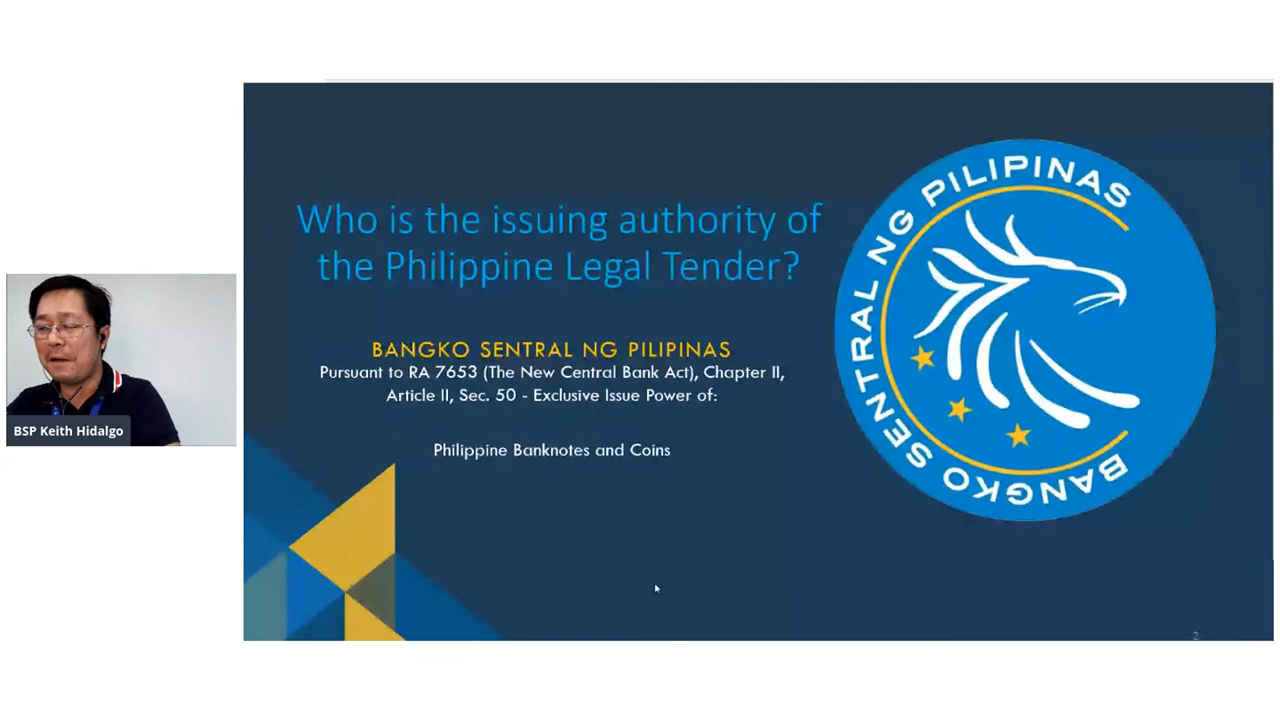 Who is the issuing authority of
the Philippine Legal Tender?
BANGKO SENTRAL NG PILIPINAS
Pursuant to RA 7653 (The New Central Bank Act), Chapter II,
Article II, Sec. 50 - Exclusive Issue Power of:
Philippine Banknotes and Coins
BANGKO SENTRAL NG PILIPINAS
BSP Keith Hidalgo
2